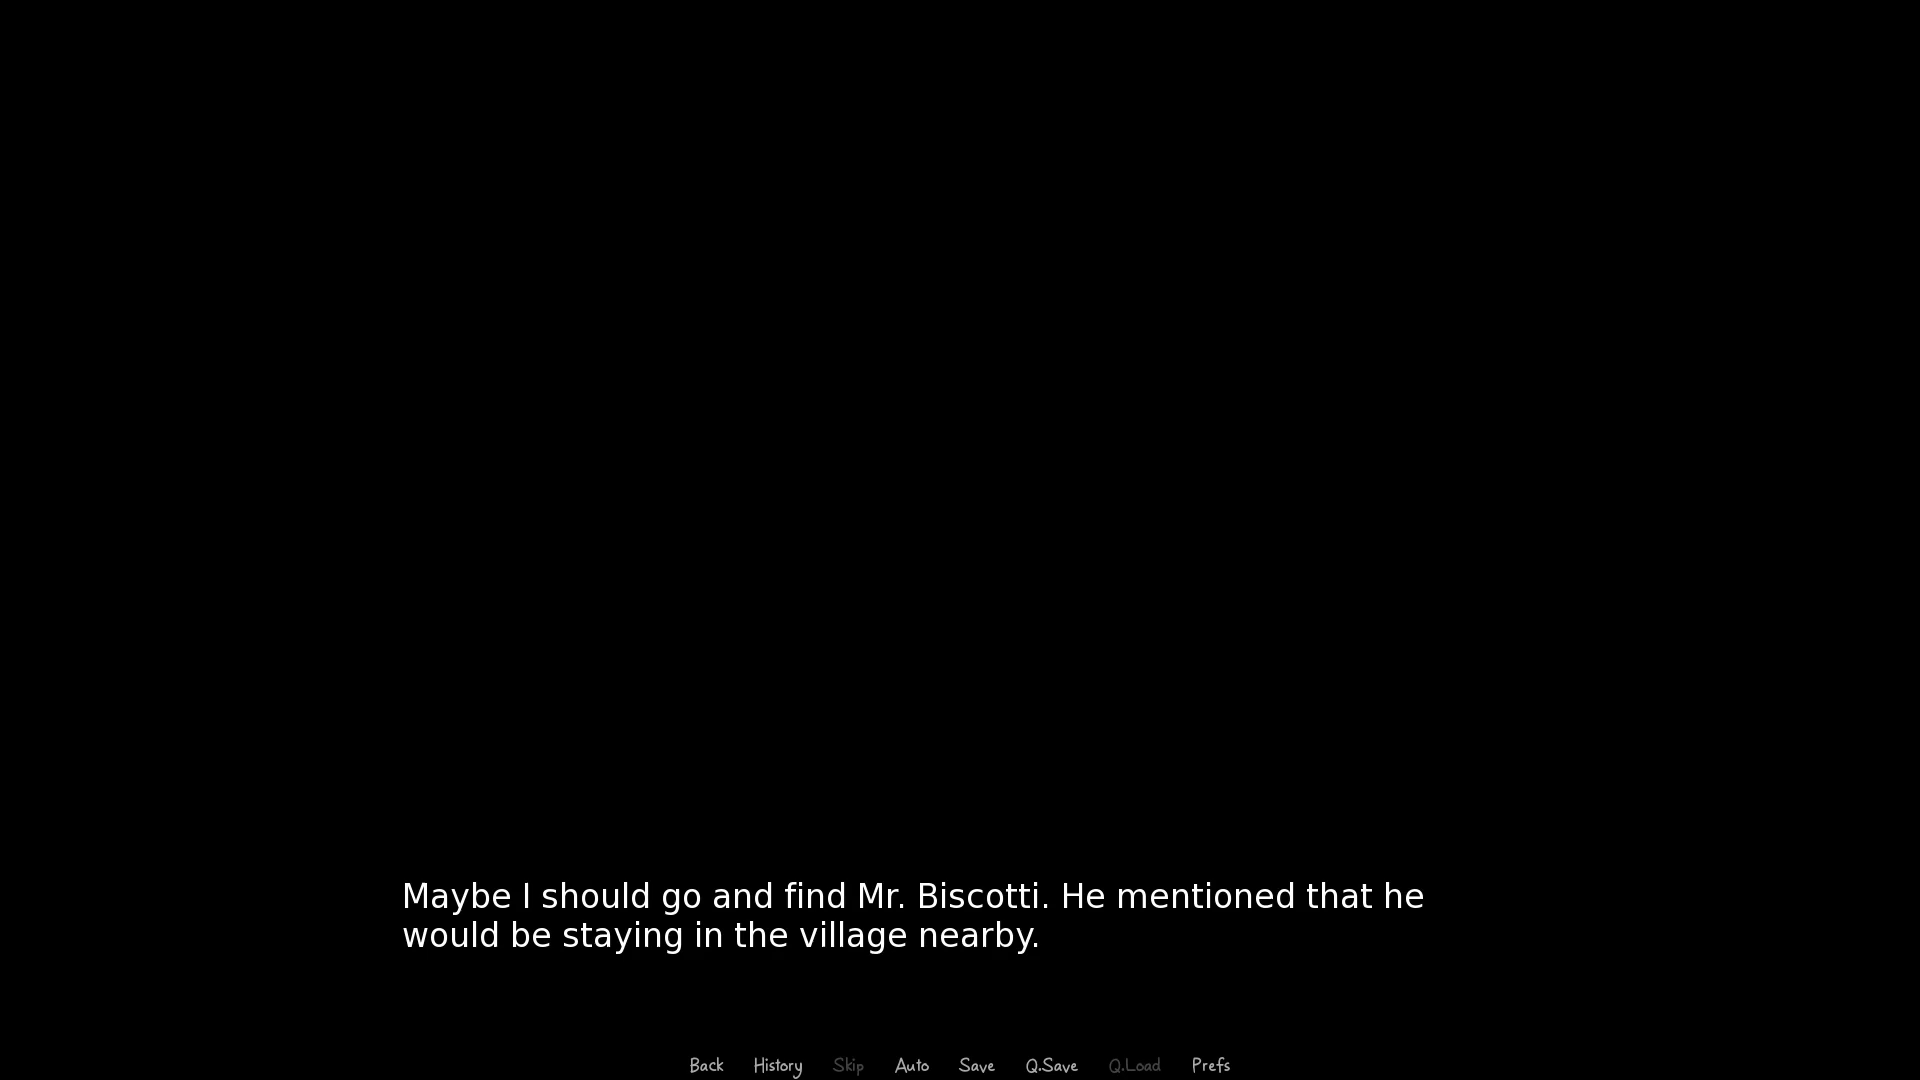 Maybe I should go and find Mr. Biscotti. He mentioned that he
would be staying in the village nearby.
Back History Skip Auto Save Q.Save Q.Load Prefs